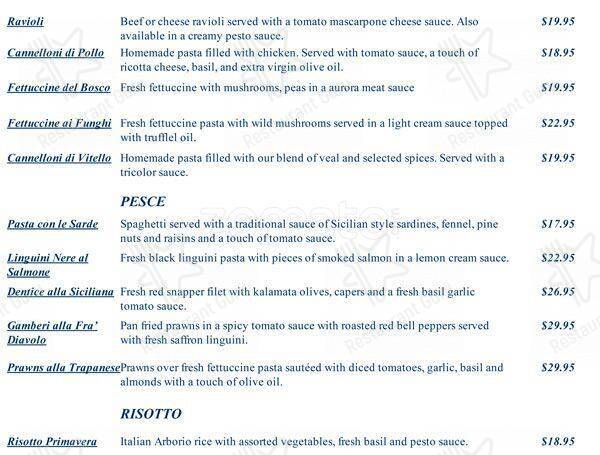 Ravioli Beef or cheese ravioli served with a tomato mascarpone cheese sauce. Also $19.95
available in a creamy pesto sauce.
Cannelloni di Pollo Homemade pasta filled with chicken. Served with tomato sauce, a touch of $18.95
ricotta cheese, basil, and extra virgin olive oil.
Fettuccine del Bosco Fresh fettuccine with mushrooms, peas in a aurora meat sauce $19.95
Fettuccine ai Funghi Fresh fettuccine pasta with wild mushrooms served in a light cream sauce topped $22.95
with trufflel oil.
Cannelloni di Vitello Homemade pasta filled with our blend of veal and selected spices. Served with a $19.95
tricolor sauce.
PESCE
Pasta con le Sarde Spaghetti served with a traditional sauce of Sicilian style sardines, fennel, pine $17.95
nuts and raisins and a touch of tomato sauce.
Linguini Nere al Fresh black linguini pasta with pieces of smoked salmon in a lemon cream sauce. $22.95
Salmone
Dentice alla Siciliana Fresh red snapper filet with kalamata olives, capers and a fresh basil garlic $26.95
tomato sauce.
Gamberi alla Fra' Pan fried prawns in a spicy tomato sauce with roasted red bell peppers served $29.95
Diavolo with fresh saffron linguini.
Prawns alla Trapanese Prawns over fresh fettuccine pasta sautéed with diced tomatoes, garlic, basil and $29.95
almonds with a touch of olive oil.
RISOTTO
Risotto Primavera Italian Arborio rice with assorted vegetables, fresh basil and pesto sauce. $18.95